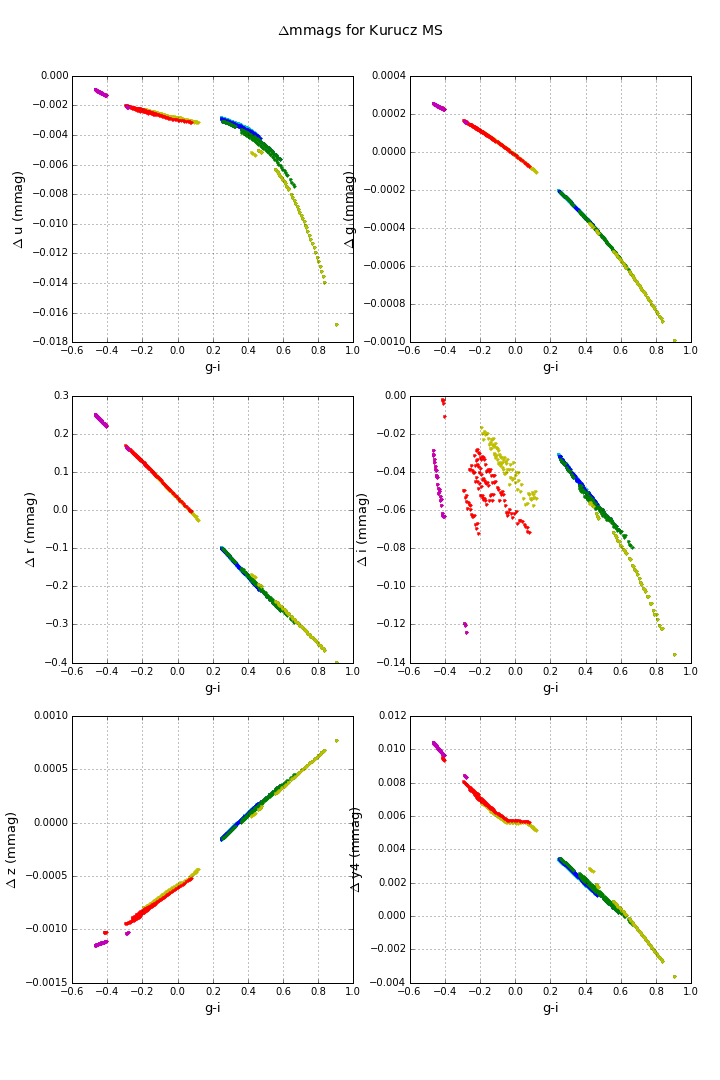 Δmmags for Kurucz MS
0.000
−0.002
−0.004
−0.006
−0.008
−0.010
−0.012
−0.014
−0.016
−0.018
Δ u (mmag)
−0.6 −0.4 −0.2 0.0 0.2 0.4 0.6 0.8 1.0
g-i
0.0004
0.0002
0.0000
−0.0002
−0.0004
−0.0006
−0.0008
−0.0010
Δ g (mmag)
−0.6 −0.4 −0.2 0.0 0.2 0.4 0.6 0.8 1.0
g-i
0.3
0.2
0.1
0.0
−0.1
−0.2
−0.3
−0.4
Δ r (mmag)
−0.6 −0.4 −0.2 0.0 0.2 0.4 0.6 0.8 1.0
g-i
0.00
−0.02
−0.04
−0.06
−0.08
−0.10
−0.12
−0.14
Δ i (mmag)
−0.6 −0.4 −0.2 0.0 0.2 0.4 0.6 0.8 1.0
g-i
0.0010
0.0005
0.0000
−0.0005
−0.0010
−0.0015
Δ z (mmag)
−0.6 −0.4 −0.2 0.0 0.2 0.4 0.6 0.8 1.0
g-i
0.012
0.010
0.008
0.006
0.004
0.002
0.000
−0.002
−0.004
Δ y4 (mmag)
−0.6 −0.4 −0.2 0.0 0.2 0.4 0.6 0.8 1.0
g-i